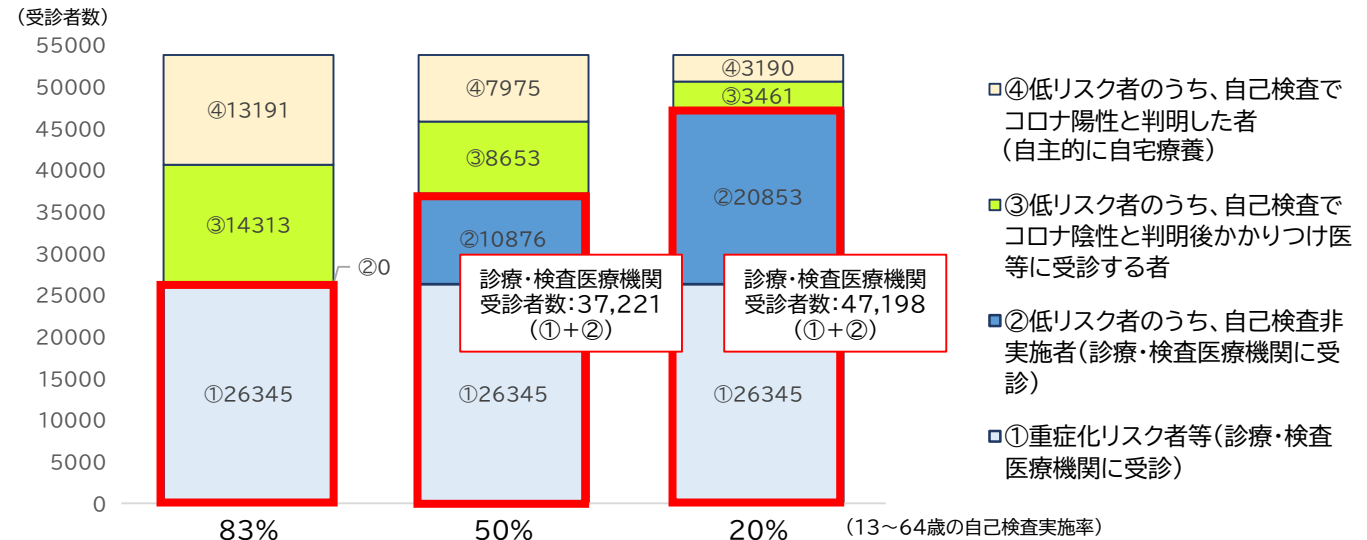 （受診者数）
55000
50000
45000
40000
35000
30000
25000
20000
15000
10000
5000
0
④13191
③14313
②0
①26345
④7975
③8653
②10876
診療・検査医療機関
受診者数：37,221
（①＋②）
①26345
④3190
③3461
②20853
診療・検査医療機関
受診者数：47,198
（①＋②）
①26345
83%
50%
20%
（13～64歳の自己検査実施率）
④低リスク者のうち、自己検査で
コロナ陽性と判明した者
（自主的に自宅療養）
③低リスク者のうち、自己検査で
コロナ陰性と判明後かかりつけ医
等に受診する者
②低リスク者のうち、自己検査非
実施者（診療・検査医療機関に受
診）
①重症化リスク者等（診療・検査
医療機関に受診）